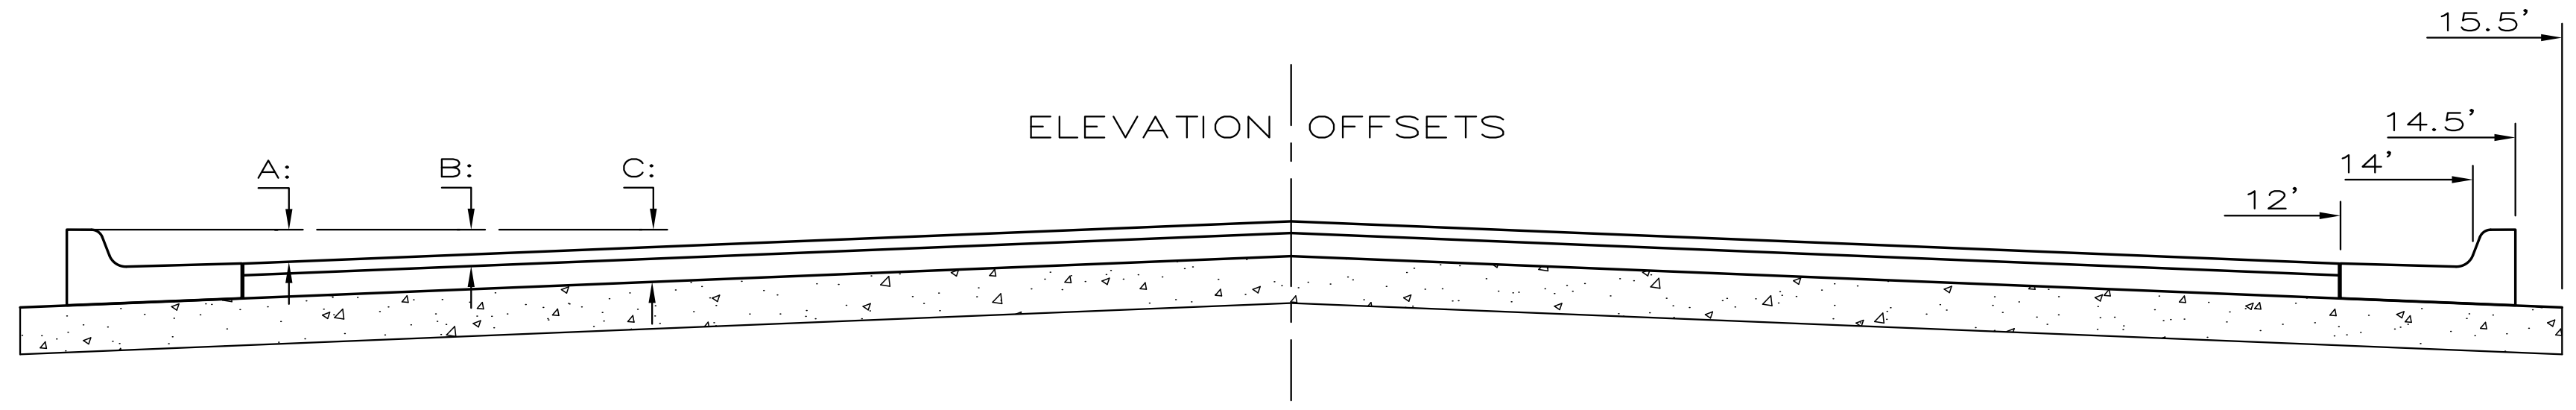 15.5'
ELEVATION OFFSETS
14.5'
A:
B:
C:
14'
12'